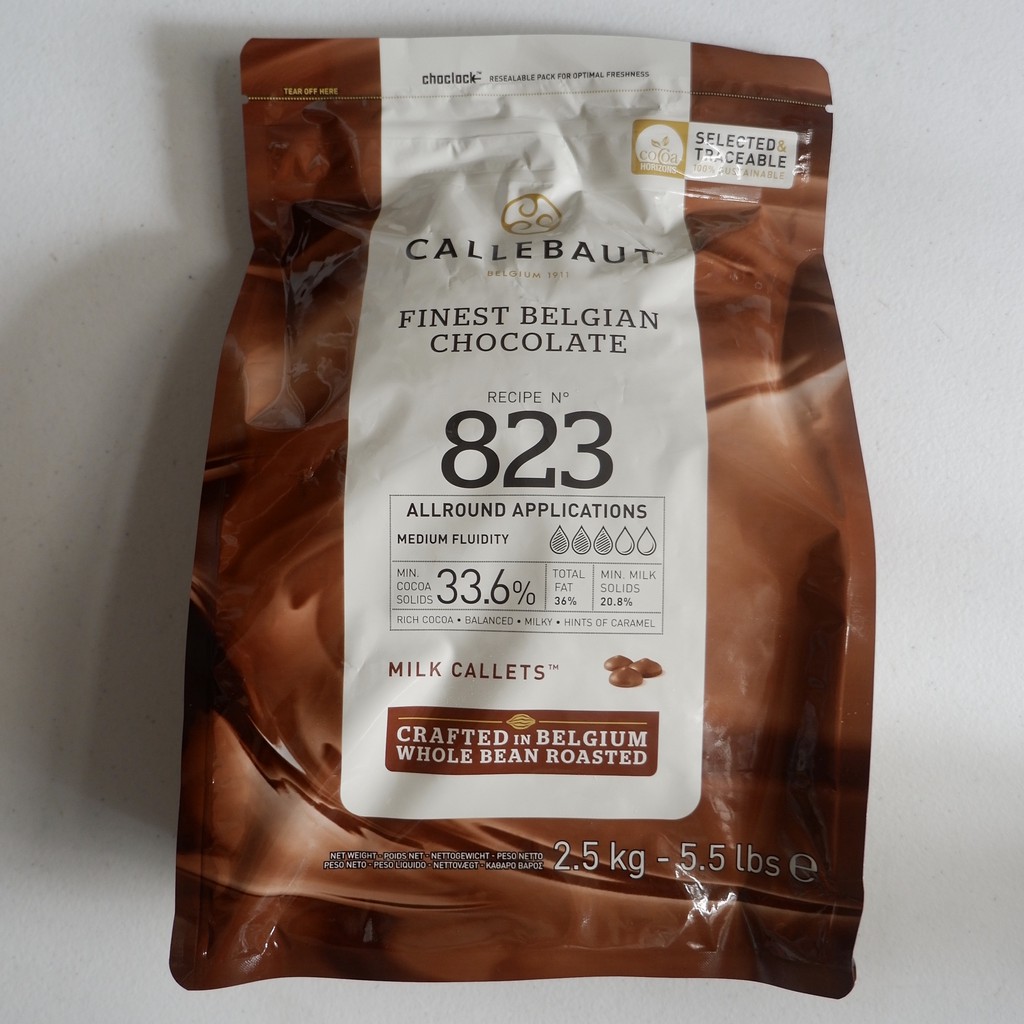 choclock™ RESEALABLE PACK FOR OPTIMAL FRESHNESS
TEAR OFF HERE
cocoa
HORIZONS
SELECTED&
TRACEABLE
100% SUSTAINABLE
CALLEBAUT
BELGIUM 1911
FINEST BELGIAN
CHOCOLATE
RECIPE N°
823
ALLROUND APPLICATIONS
MEDIUM FLUIDITY
MIN.
COCOA
SOLIDS
33.6%
TOTAL
FAT
36%
MIN. MILK
SOLIDS
20.8%
RICH COCOA • BALANCED • MILKY • HINTS OF CARAMEL
MILK CALLETS™
CRAFTED IN BELGIUM
WHOLE BEAN ROASTED
NET WEIGHT - POIDS NET - NETTOGEWICHT - PESO NETTO
PESO NETO - PESO LIQUIDO - NETTOVÆGT - ΚΑΘΑΡΟ ΒΑΡΟΣ
2.5 kg - 5.5 lbs ℮